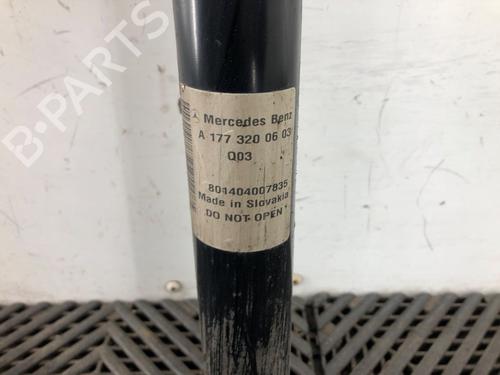 B-PARTS
Mercedes Benz
A 177 320 06 03
Q03
801404007835
Made in Slovakia
DO NOT OPEN